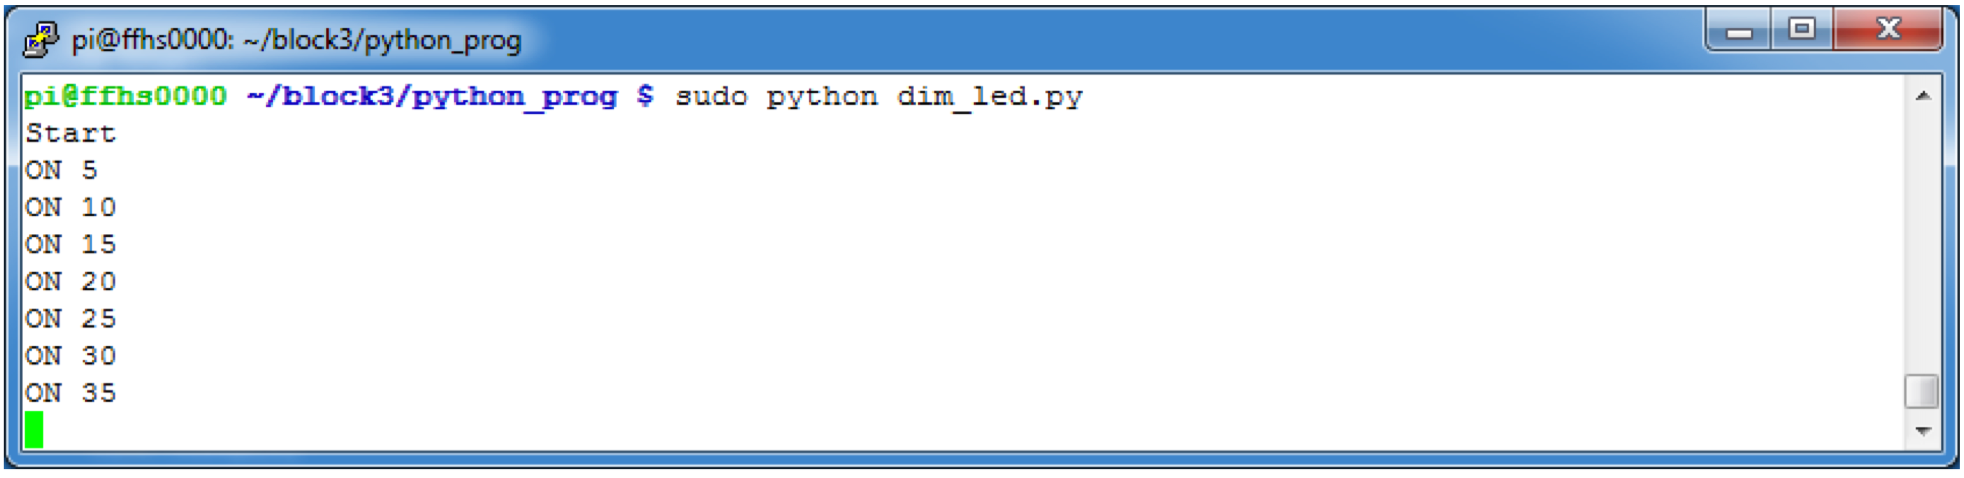 pi@ffhs0000: ~/block3/python_prog
pi@ffhs0000 ~/block3/python_prog $ sudo python dim_led.py
Start
ON 5
ON 10
ON 15
ON 20
ON 25
ON 30
ON 35